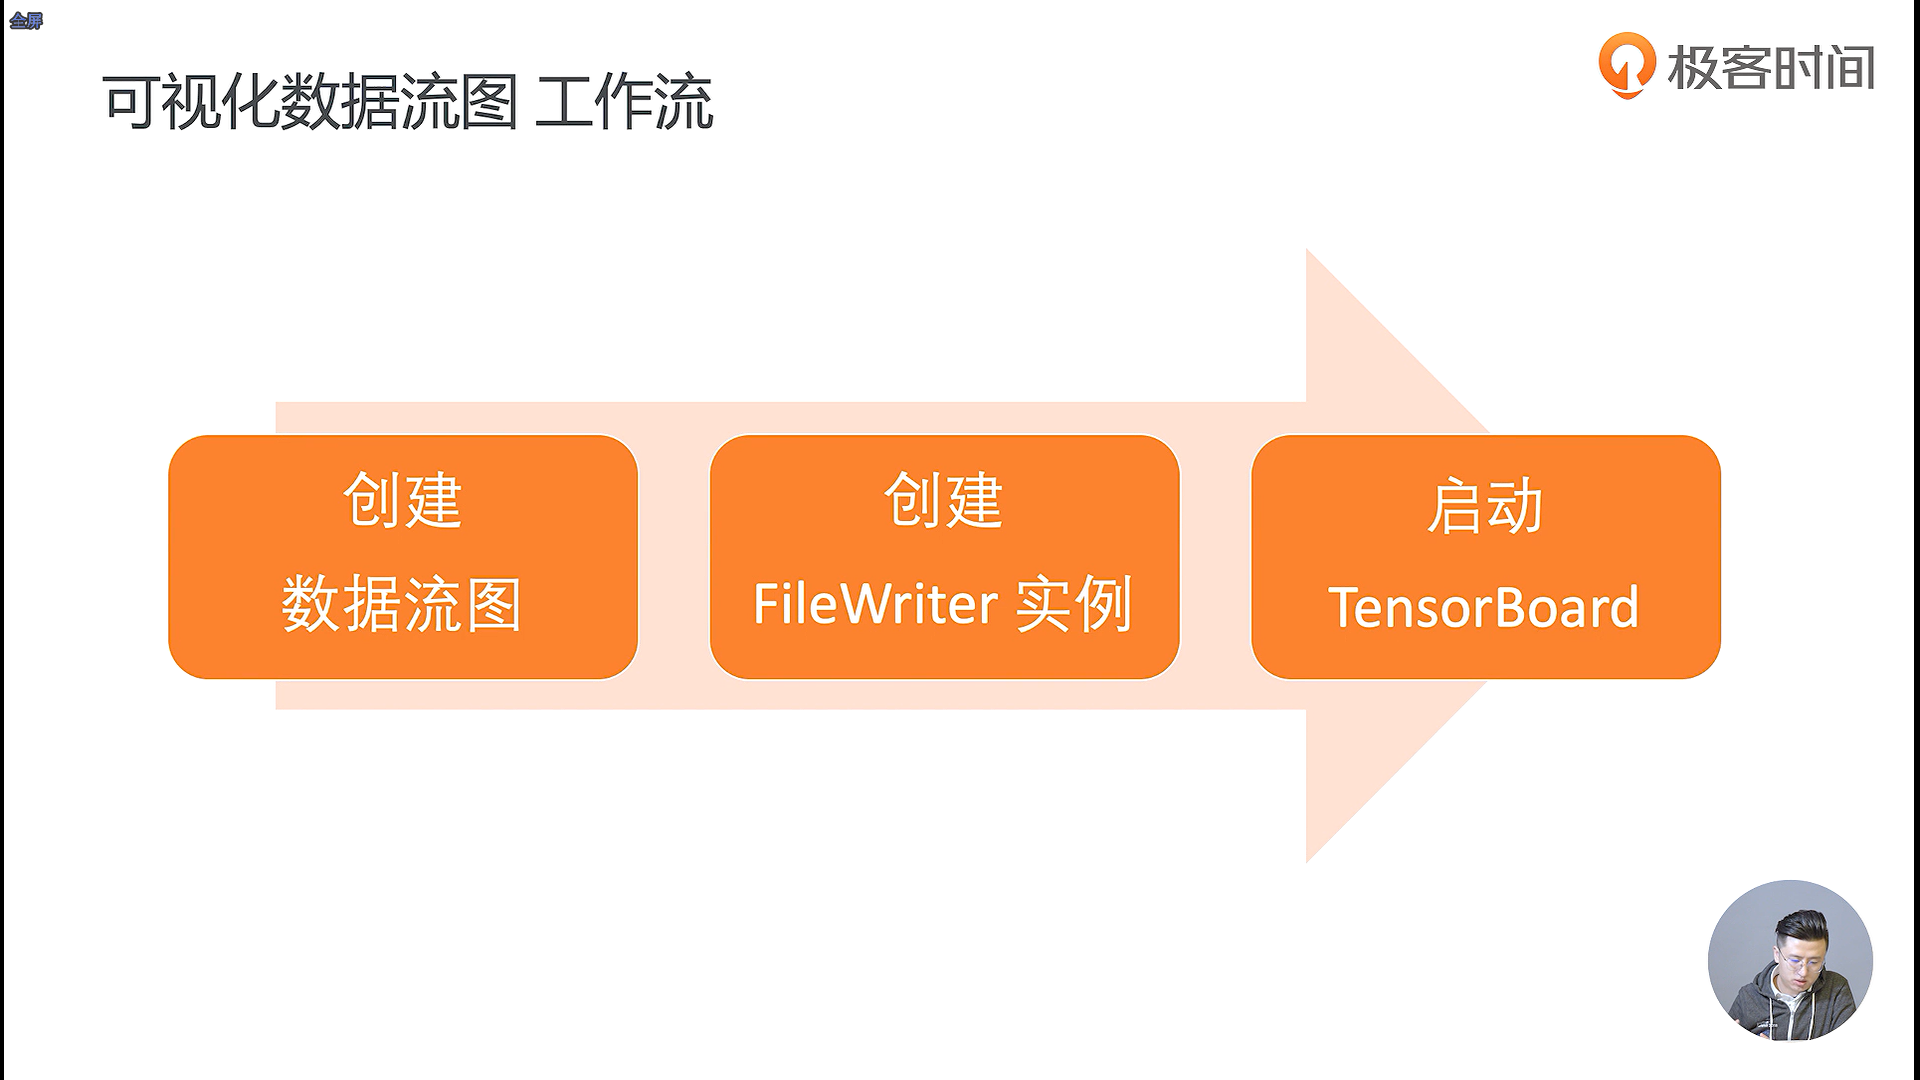 全屏
极客时间
可视化数据流图 工作流
创建
数据流图
创建
FileWriter 实例
启动
TensorBoard